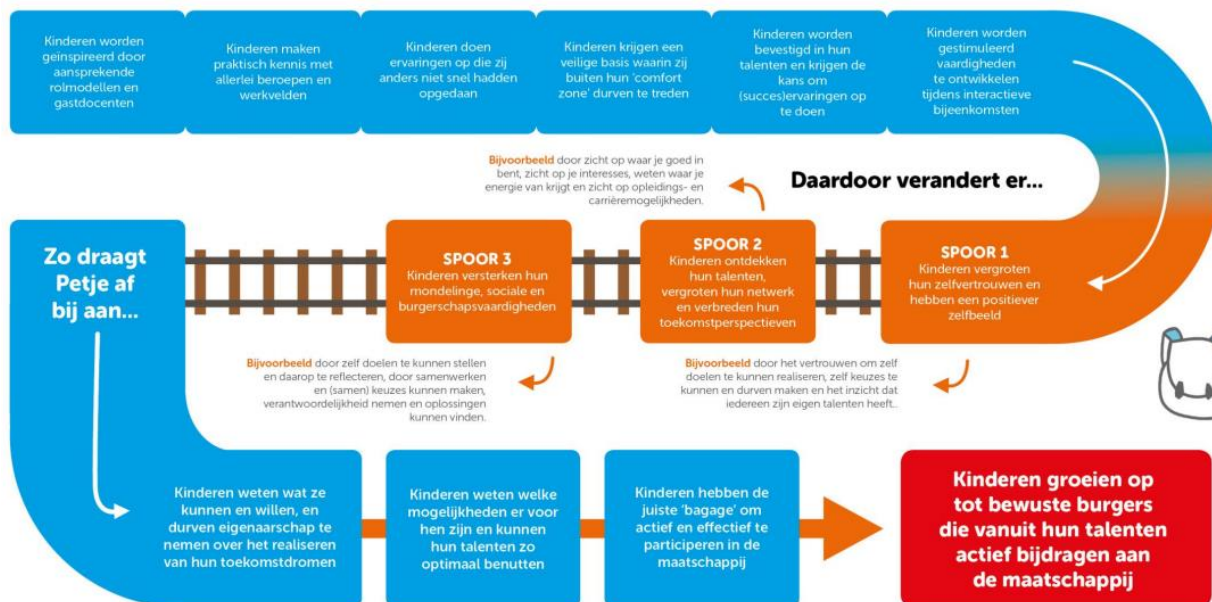 Kinderen worden
geïnspireerd door
aansprekende
rolmodellen en
gastdocenten
Kinderen maken
praktisch kennis met
allerlei beroepen en
werkvelden
Kinderen doen
ervaringen op die zij
anders niet snel hadden
opgedaan
Kinderen krijgen een
veilige basis waarin zij
buiten hun 'comfort
zone' durven te treden
Kinderen worden
bevestigd in hun
talenten en krijgen de
kans om
(succes)ervaringen op
te doen
Kinderen worden
gestimuleerd
vaardigheden
te ontwikkelen
tijdens interactieve
bijeenkomsten
Daardoor verandert er...
SPOOR 1
Kinderen vergroten
hun zelfvertrouwen en
hebben een positiever
zelfbeeld
Bijvoorbeeld door het vertrouwen om zelf
doelen te kunnen realiseren, zelf keuzes te
kunnen en durven maken en het inzicht dat
iedereen zijn eigen talenten heeft..
SPOOR 2
Kinderen ontdekken
hun talenten,
vergroten hun netwerk
en verbreden hun
toekomstperspectieven
Bijvoorbeeld door zicht op waar je goed in
bent, zicht op je interesses, weten waar je
energie van krijgt en zicht op opleidings- en
carrièremogelijkheden.
SPOOR 3
Kinderen versterken hun
mondelinge, sociale en
burgerschapsvaardigheden
Bijvoorbeeld door zelf doelen te kunnen stellen
en daarop te reflecteren, door samenwerken
en (samen) keuzes kunnen maken,
verantwoordelijkheid nemen en oplossingen
kunnen vinden.
Zo draagt
Petje af
bij aan...
Kinderen weten wat ze
kunnen en willen, en
durven eigenaarschap te
nemen over het realiseren
van hun toekomstdromen
Kinderen weten welke
mogelijkheden er voor
hen zijn en kunnen
hun talenten zo
optimaal benutten
Kinderen hebben de
juiste 'bagage' om
actief en effectief te
participeren in de
maatschappij
Kinderen groeien op
tot bewuste burgers
die vanuit hun talenten
actief bijdragen aan
de maatschappij